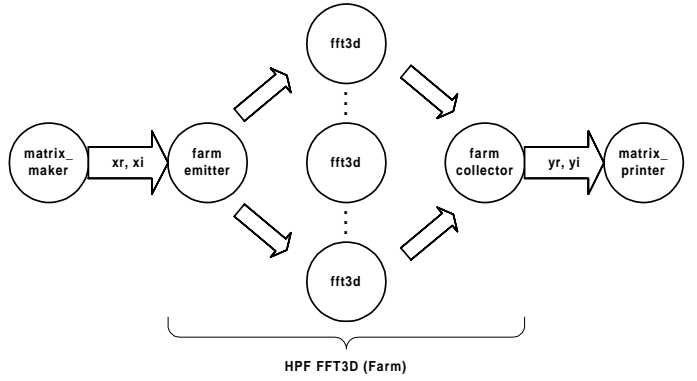 fft3d
matrix_
maker
xr, xi
farm
emitter
fft3d
farm
collector
yr, yi
matrix_
printer
fft3d
HPF FFT3D (Farm)